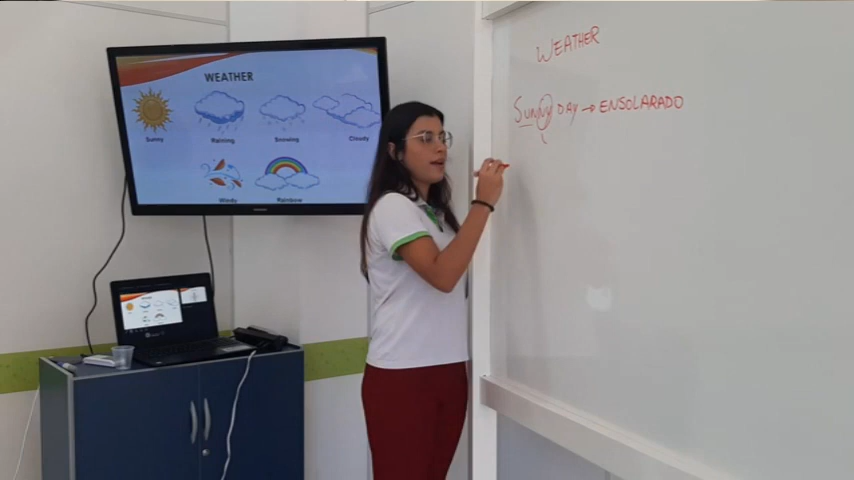 WEATHER
Sunny Raining Snowing Cloudy
Windy Rainbow
WEATHER
SUNNY DAY → ENSOLARADO